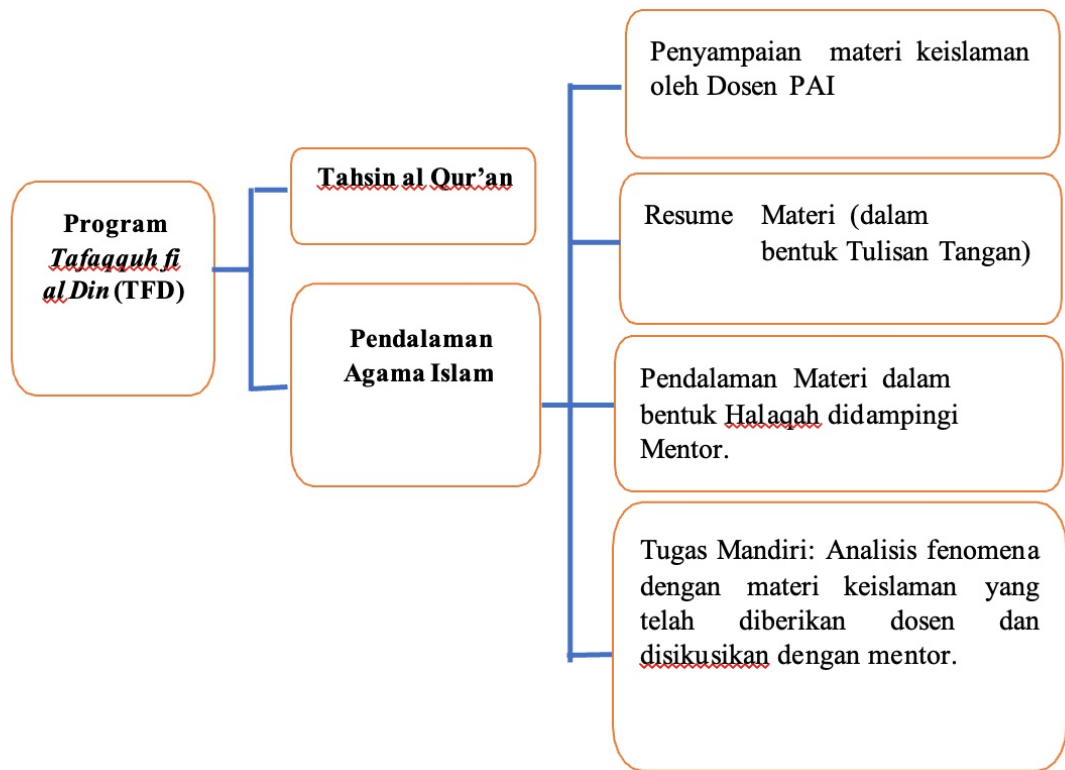 Program
Tafaqquh fi
al Din (TFD)
Tahsin al Qur’an
Pendalaman
Agama Islam
Penyampaian materi keislaman
oleh Dosen PAI
Resume Materi (dalam
bentuk Tulisan Tangan)
Pendalaman Materi dalam
bentuk Halaqah didampingi
Mentor.
Tugas Mandiri: Analisis fenomena
dengan materi keislaman yang
telah diberikan dosen dan
disikusikan dengan mentor.